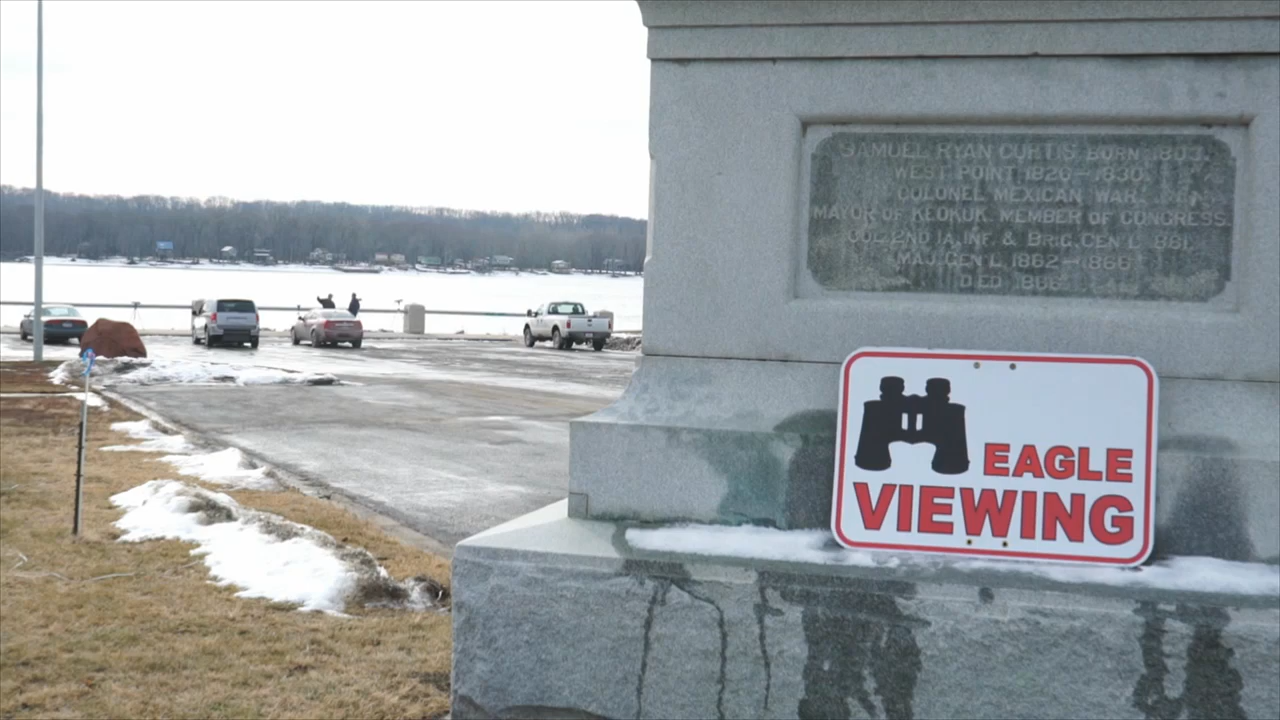 SAMUEL RYAN CURTIS BORN 1805.
WEST POINT 1826-1830.
COLONEL MEXICAN WAR.
MAYOR OF KEOKUK. MEMBER OF CONGRESS
COL. 2ND IA. INF. & BRIG. GEN'L 1861.
MAJ. GEN'L 1862-1866
DIED 1866
EAGLE
VIEWING